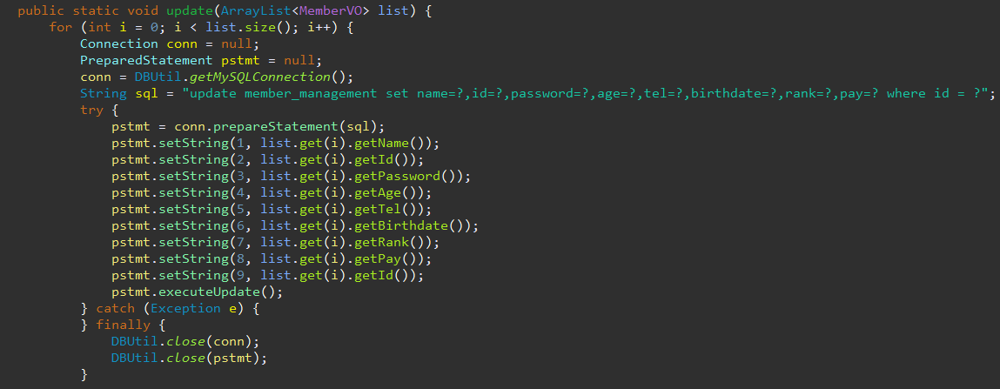 public static void update(ArrayList<MemberVO> list) {
for (int i = 0; i < list.size(); i++) {
Connection conn = null;
PreparedStatement pstmt = null;
conn = DBUtil.getMySQLConnection();
String sql = "update member_management set name=?,id=?,password=?,age=?,tel=?,birthdate=?,rank=?,pay=? where id = ?";
try {
pstmt = conn.prepareStatement(sql);
pstmt.setString(1, list.get(i).getName());
pstmt.setString(2, list.get(i).getId());
pstmt.setString(3, list.get(i).getPassword());
pstmt.setString(4, list.get(i).getAge());
pstmt.setString(5, list.get(i).getTel());
pstmt.setString(6, list.get(i).getBirthdate());
pstmt.setString(7, list.get(i).getRank());
pstmt.setString(8, list.get(i).getPay());
pstmt.setString(9, list.get(i).getId());
pstmt.executeUpdate();
} catch (Exception e) {
} finally {
DBUtil.close(conn);
DBUtil.close(pstmt);
}